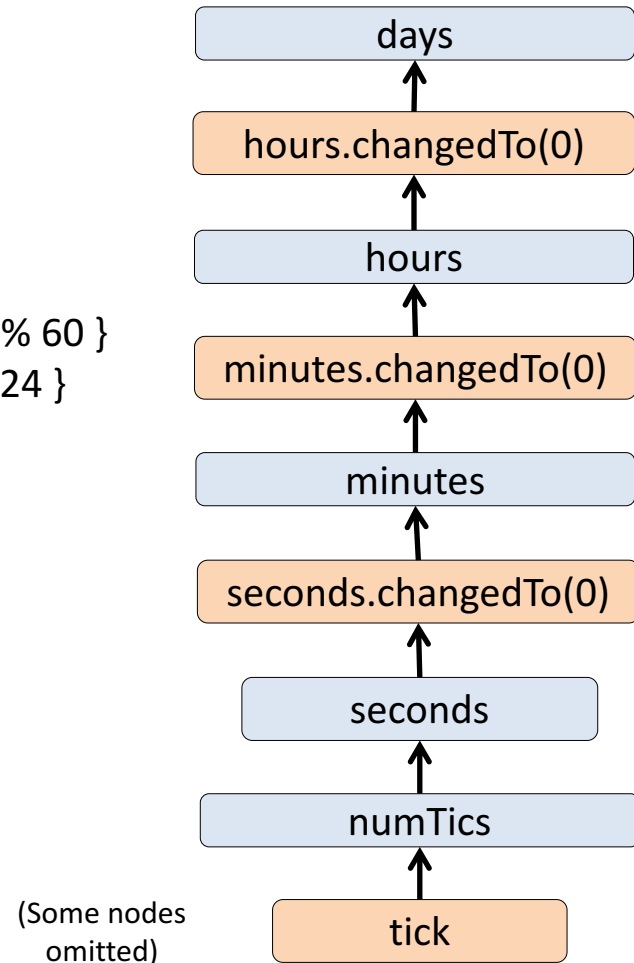 days
hours.changedTo(0)
hours
% 60 }
minutes.changedTo(0)
24 }
minutes
seconds.changedTo(0)
seconds
numTics
(Some nodes
omitted)
tick